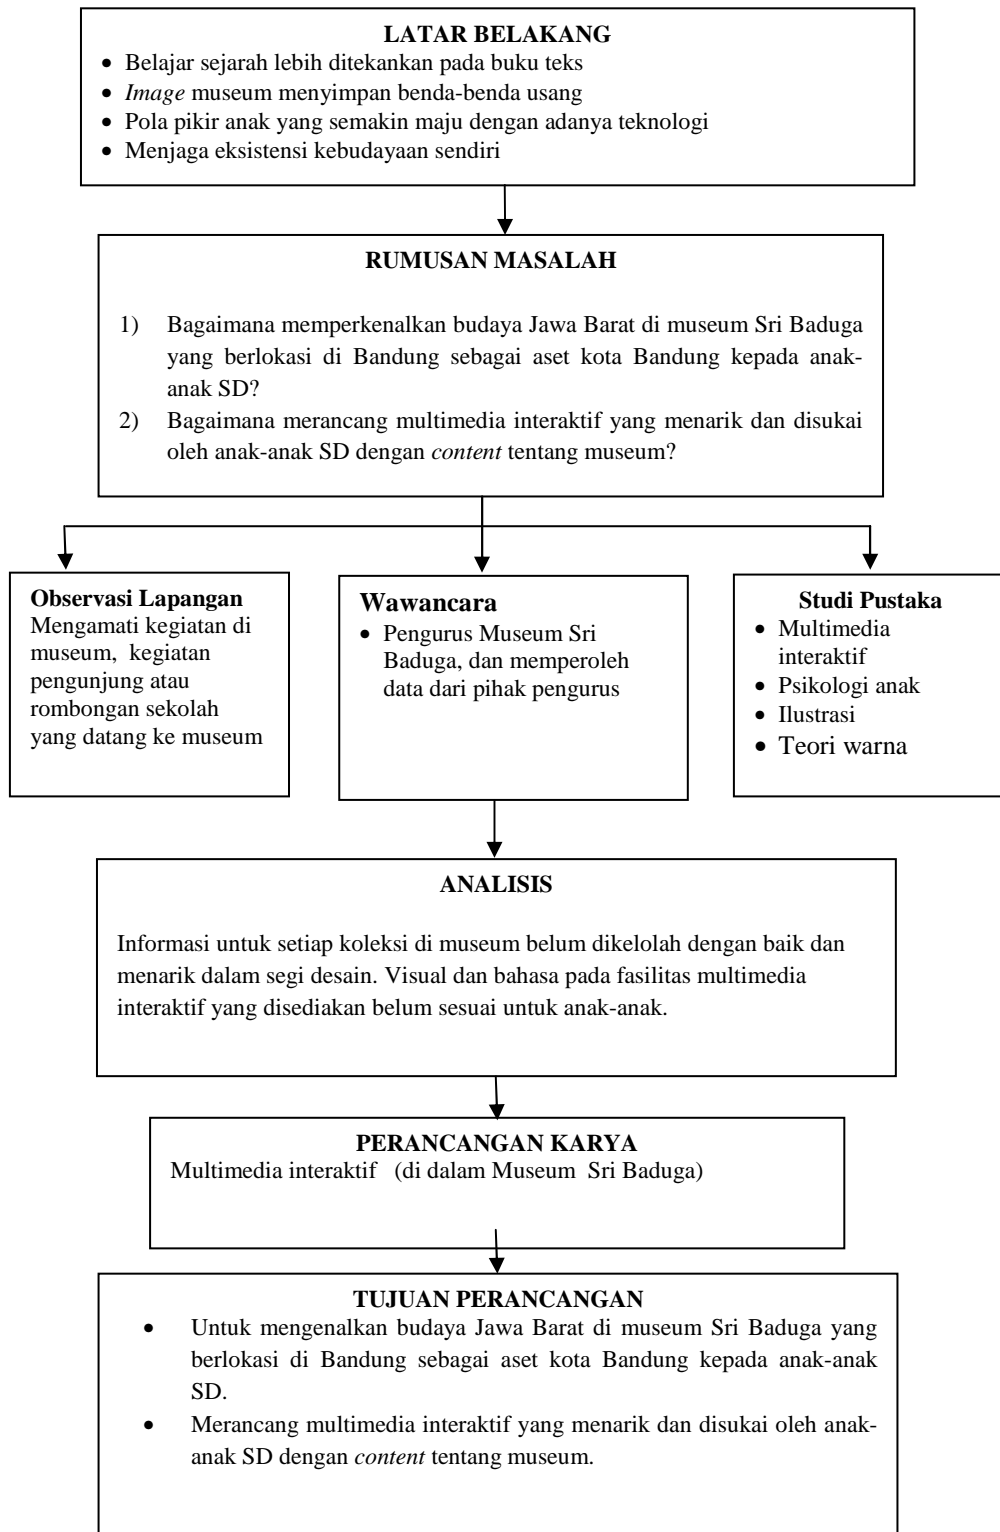 LATAR BELAKANG
• Belajar sejarah lebih ditekankan pada buku teks
• Image museum menyimpan benda-benda usang
• Pola pikir anak yang semakin maju dengan adanya teknologi
• Menjaga eksistensi kebudayaan sendiri
RUMUSAN MASALAH
1) Bagaimana memperkenalkan budaya Jawa Barat di museum Sri Baduga
yang berlokasi di Bandung sebagai aset kota Bandung kepada anak-
anak SD?
2) Bagaimana merancang multimedia interaktif yang menarik dan disukai
oleh anak-anak SD dengan content tentang museum?
Observasi Lapangan
Mengamati kegiatan di
museum, kegiatan
pengunjung atau
rombongan sekolah
yang datang ke museum
Wawancara
• Pengurus Museum Sri
Baduga, dan memperoleh
data dari pihak pengurus
Studi Pustaka
• Multimedia
interaktif
• Psikologi anak
• Ilustrasi
• Teori warna
ANALISIS
Informasi untuk setiap koleksi di museum belum dikelolah dengan baik dan
menarik dalam segi desain. Visual dan bahasa pada fasilitas multimedia
interaktif yang disediakan belum sesuai untuk anak-anak.
PERANCANGAN KARYA
Multimedia interaktif (di dalam Museum Sri Baduga)
TUJUAN PERANCANGAN
• Untuk mengenalkan budaya Jawa Barat di museum Sri Baduga yang
berlokasi di Bandung sebagai aset kota Bandung kepada anak-anak
SD.
• Merancang multimedia interaktif yang menarik dan disukai oleh anak-
anak SD dengan content tentang museum.